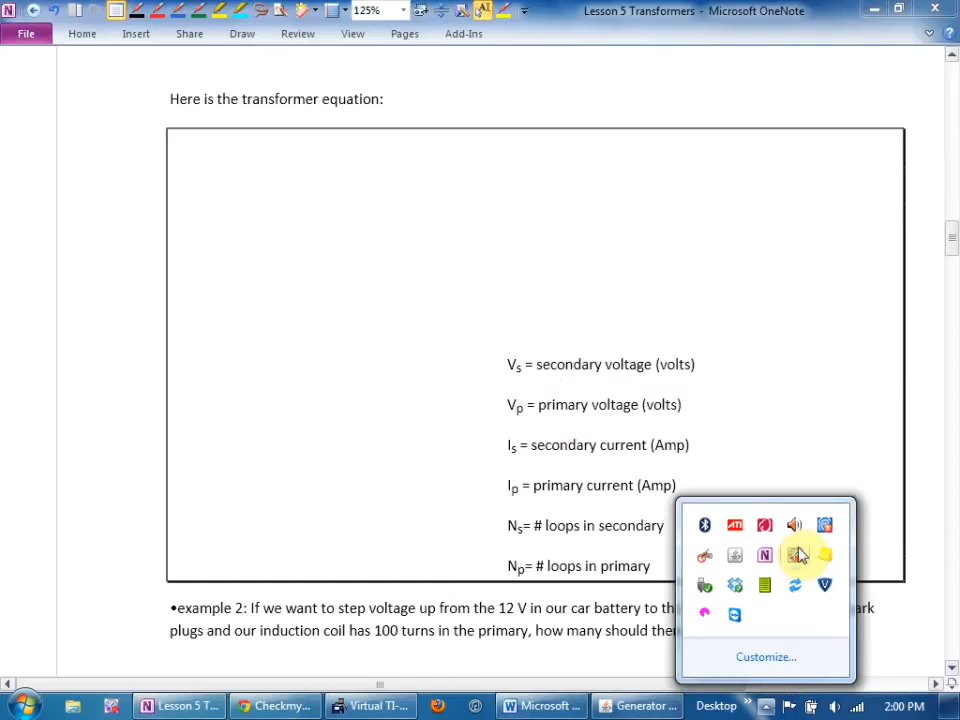 125%
Lesson 5 Transformers - Microsoft OneNote
File Home Insert Share Draw Review View Pages Add-Ins
Here is the transformer equation:
Vs = secondary voltage (volts)
Vp = primary voltage (volts)
Is = secondary current (Amp)
Ip = primary current (Amp)
Ns= # loops in secondary
Np= # loops in primary
•example 2: If we want to step voltage up from the 12 V in our car battery to th ark
plugs and our induction coil has 100 turns in the primary, how many should the
ATI
Customize...
Lesson 5 T... Checkmy... Virtual TI-... Microsoft ... Generator ... Desktop » 2:00 PM